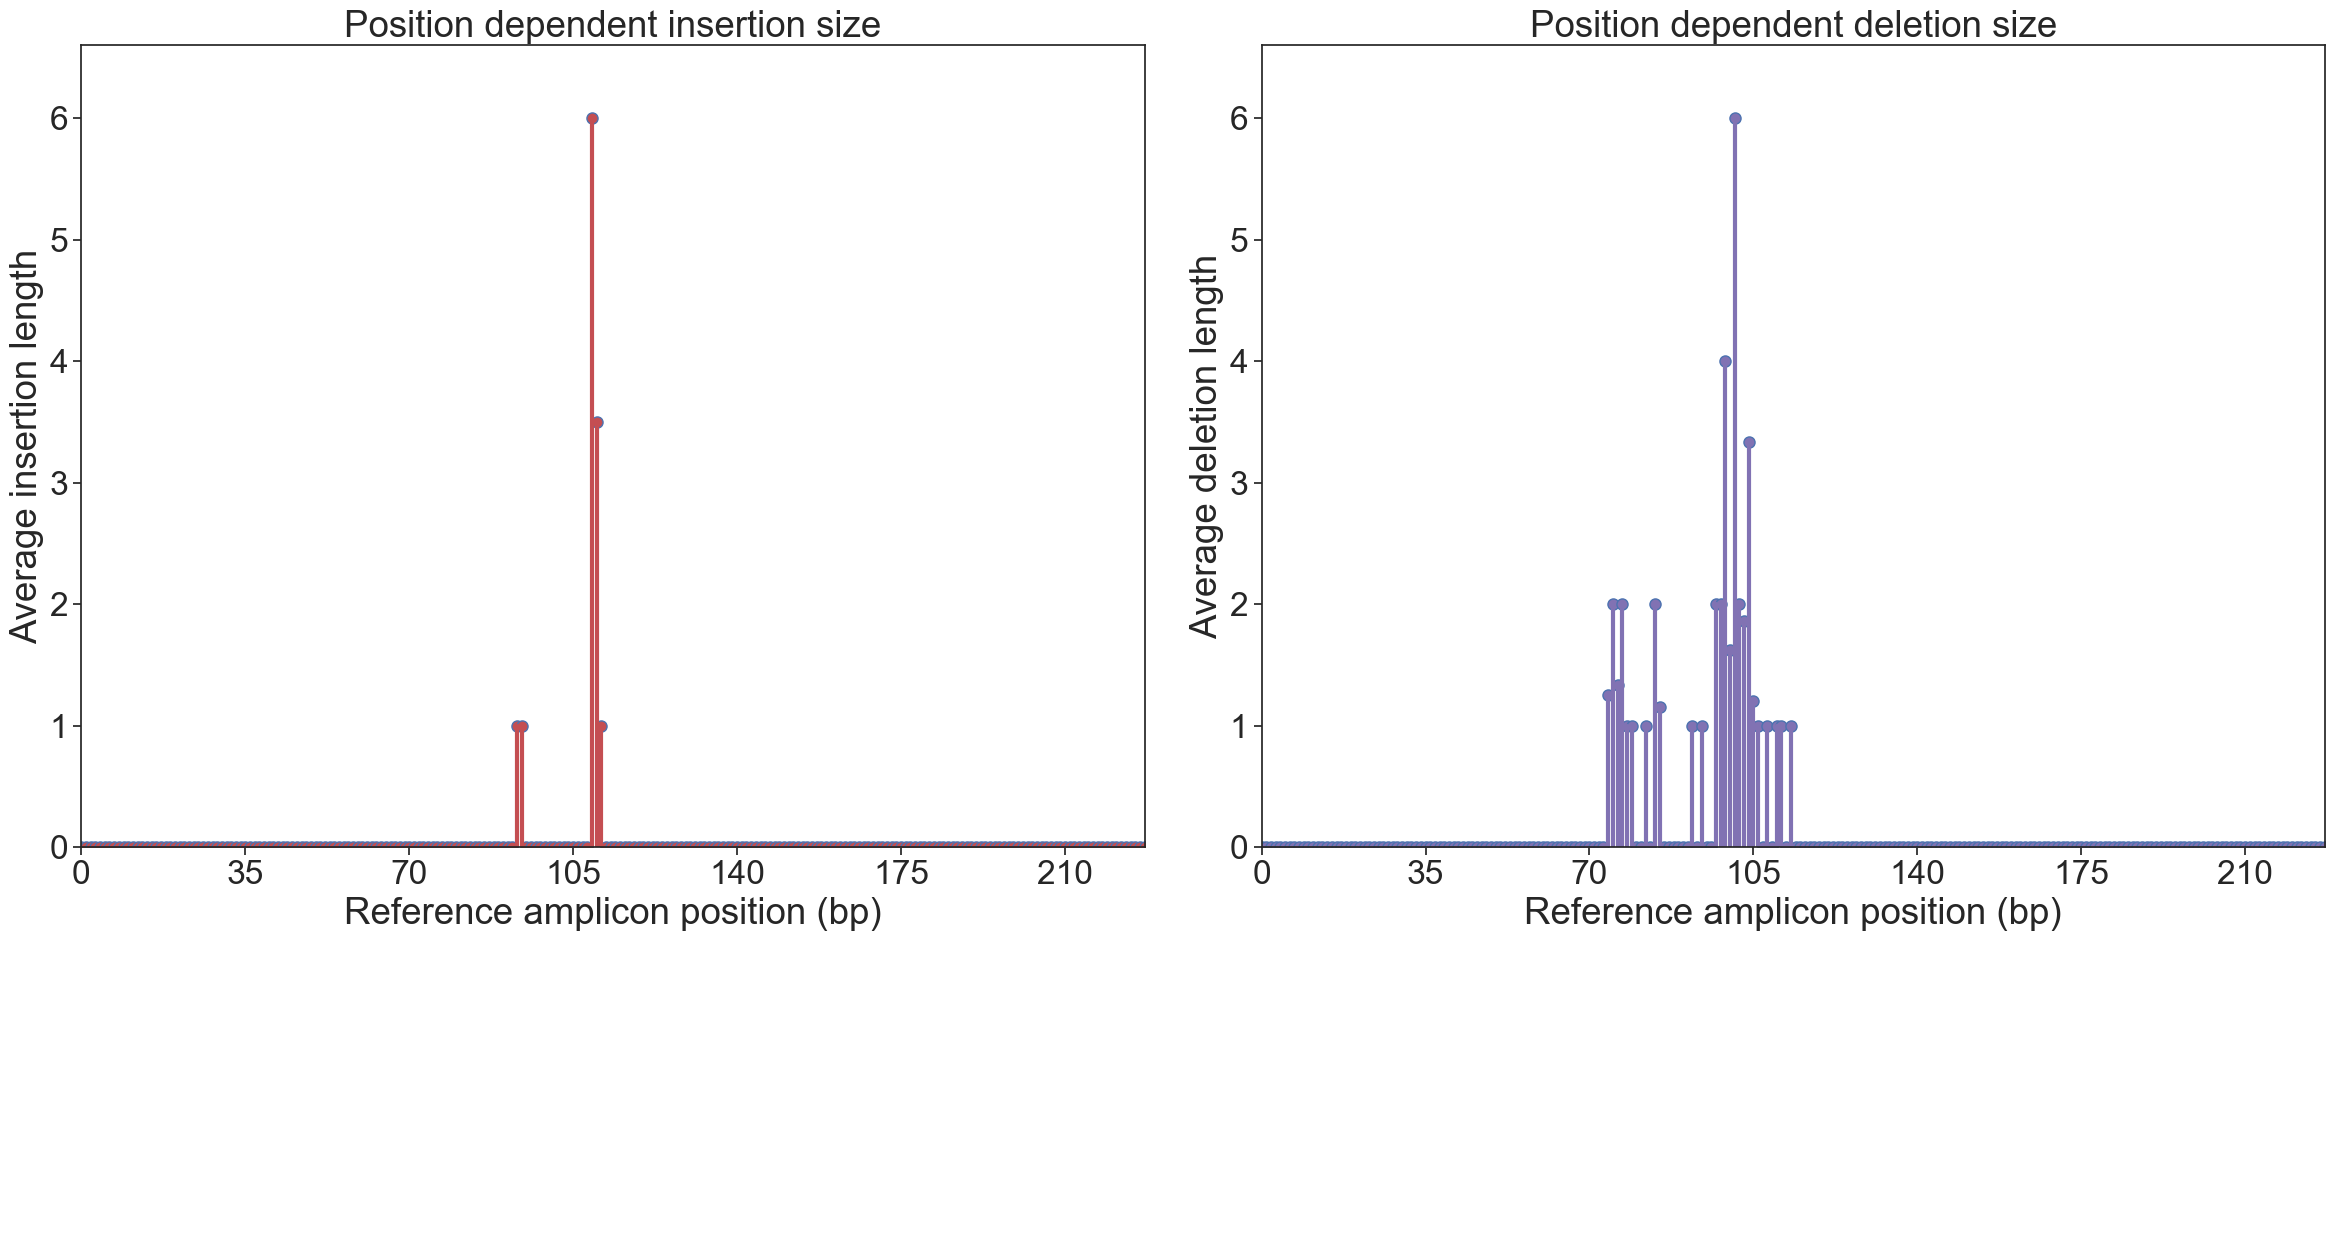 Position dependent insertion size
Average insertion length
6
5
4
3
2
1
0
0 35 70 105 140 175 210
Reference amplicon position (bp)
Position dependent deletion size
Average deletion length
6
5
4
3
2
1
0
0 35 70 105 140 175 210
Reference amplicon position (bp)